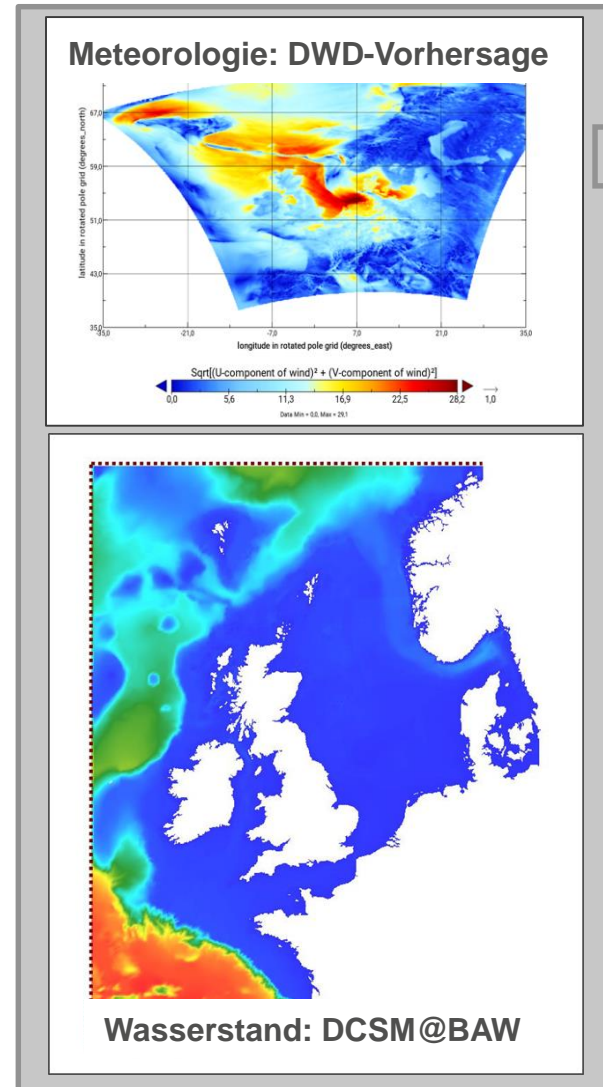 Meteorologie: DWD-Vorhersage
latitude in rotated pole grid (degrees_north)
67,0
59,0
51,0
43,0
35,0
-35,0 -21,0 -7,0 7,0 21,0 35,0
longitude in rotated pole grid (degrees_east)
Sqrt[(U-component of wind)² + (V-component of wind)²]
0,0 5,6 11,3 16,9 22,5 28,2 1,0
Data Min = 0,0, Max = 29,1
Wasserstand: DCSM@BAW